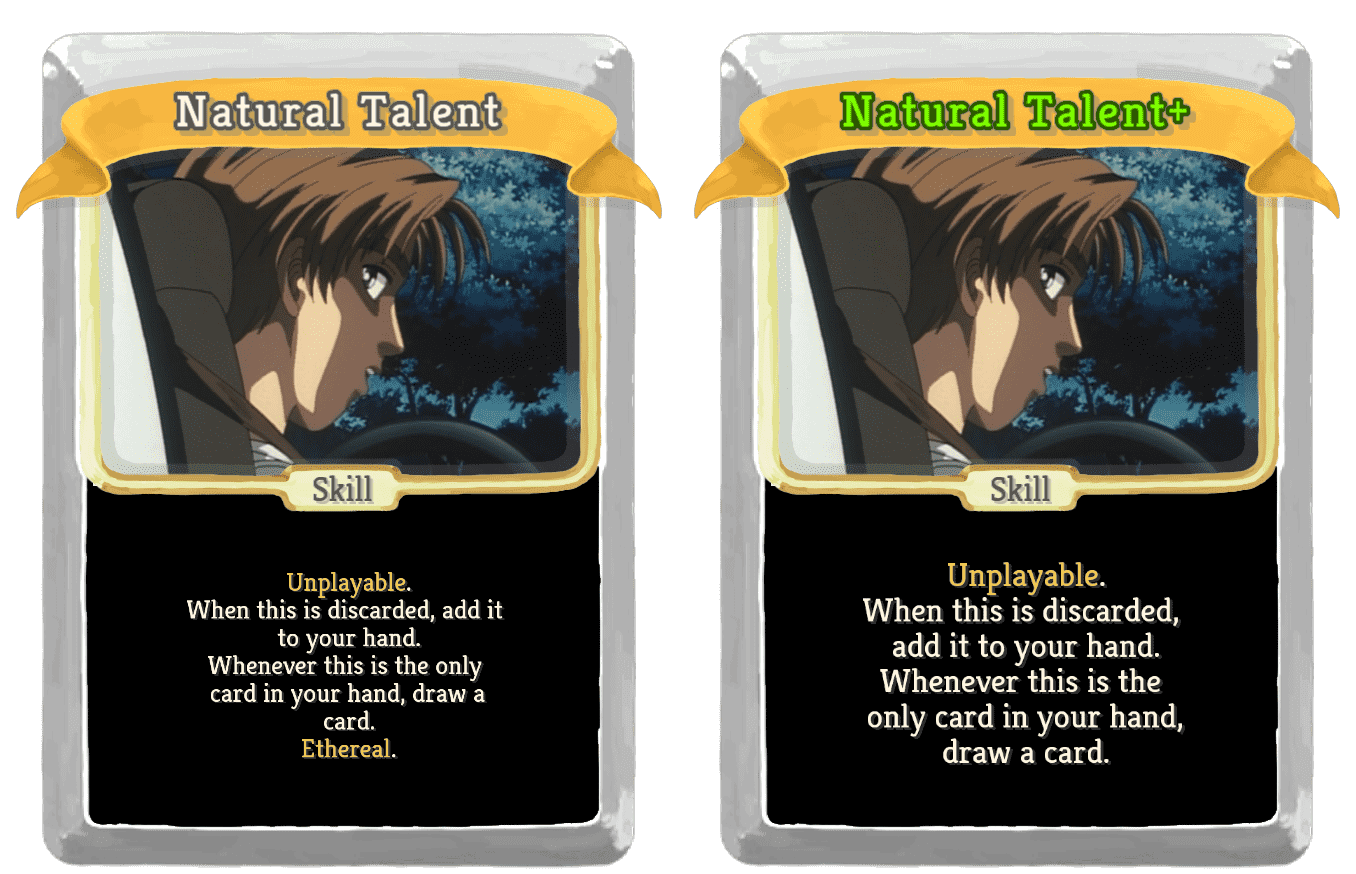 Natural Talent
Skill
Unplayable.
When this is discarded, add it
to your hand.
Whenever this is the only
card in your hand, draw a
card.
Ethereal.
Natural Talent+
Skill
Unplayable.
When this is discarded,
add it to your hand.
Whenever this is the
only card in your hand,
draw a card.